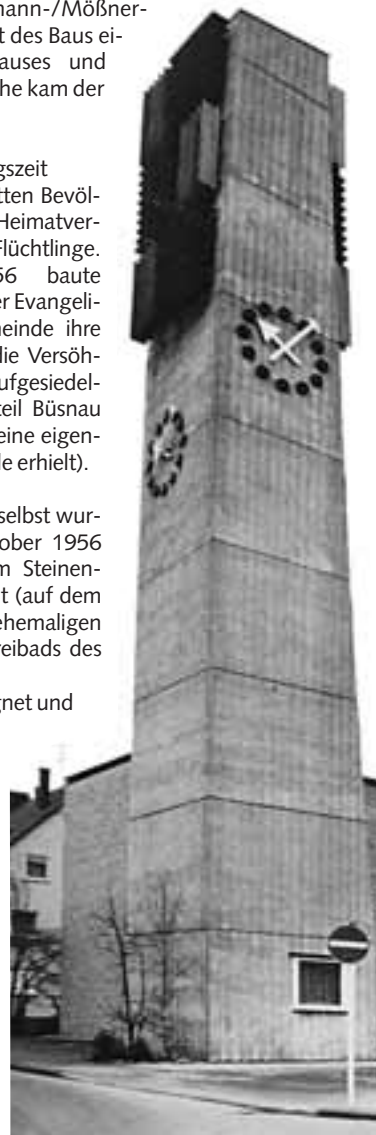 mann-/Mößner-
t des Baus ei-
auses und
he kam der
gszeit
tten Bevöl-
Heimatver-
Flüchtlinge.
56 baute
er Evangeli-
einde ihre
die Versöh-
ufgesiedel-
teil Büsnau
eine eigen-
de erhielt).
selbst wur-
ober 1956
m Steinen-
t (auf dem
ehemaligen
reibads des
gnet und